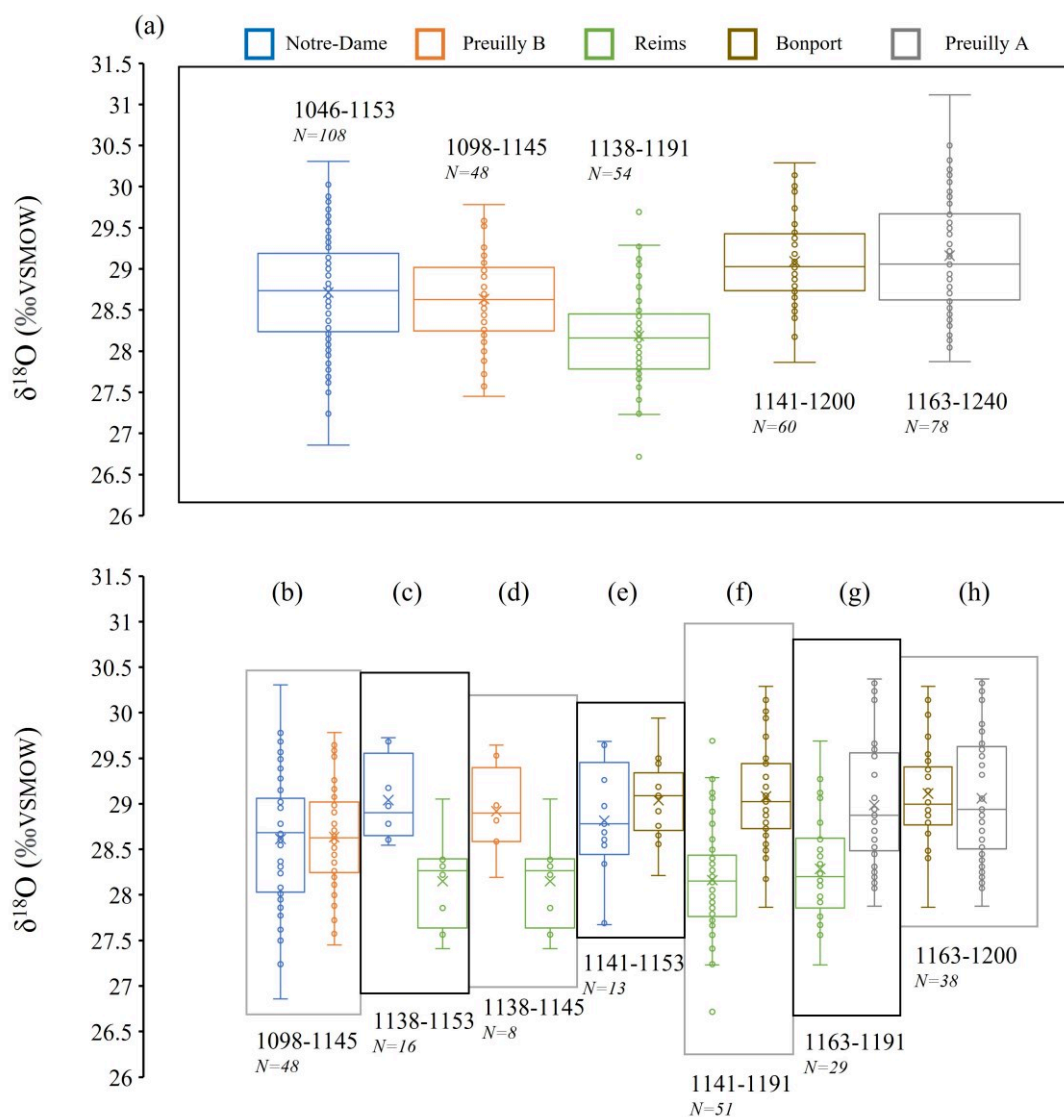 (a)
Notre-Dame Preuilly B Reims Bonport Preuilly A
31.5
31
30.5
30
29.5
29
28.5
28
27.5
27
26.5
26
δ¹⁸O (‰VSMOW)
1046-1153
N=108
1098-1145
N=48
1138-1191
N=54
1141-1200
N=60
1163-1240
N=78
31.5
31
30.5
30
29.5
29
28.5
28
27.5
27
26.5
26
δ¹⁸O (‰VSMOW)
(b) (c) (d) (e) (f) (g) (h)
1098-1145
N=48
1138-1153
N=16
1138-1145
N=8
1141-1153
N=13
1141-1191
N=51
1163-1191
N=29
1163-1200
N=38